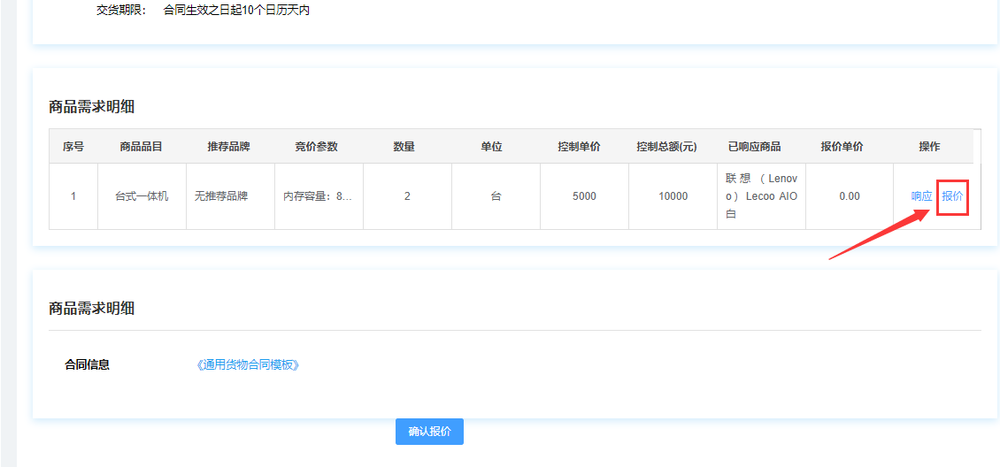 交货期限： 合同生效之日起10个日历天内
商品需求明细
序号 商品品目 推荐品牌 竞价参数 数量 单位 控制单价 控制总额(元) 已响应商品 报价单价 操作
1 台式一体机 无推荐品牌 内存容量：8... 2 台 5000 10000 联想（Lenov 0.00 响应 报价
o）Lecoo AIO
白
商品需求明细
合同信息 《通用货物合同模板》
确认报价